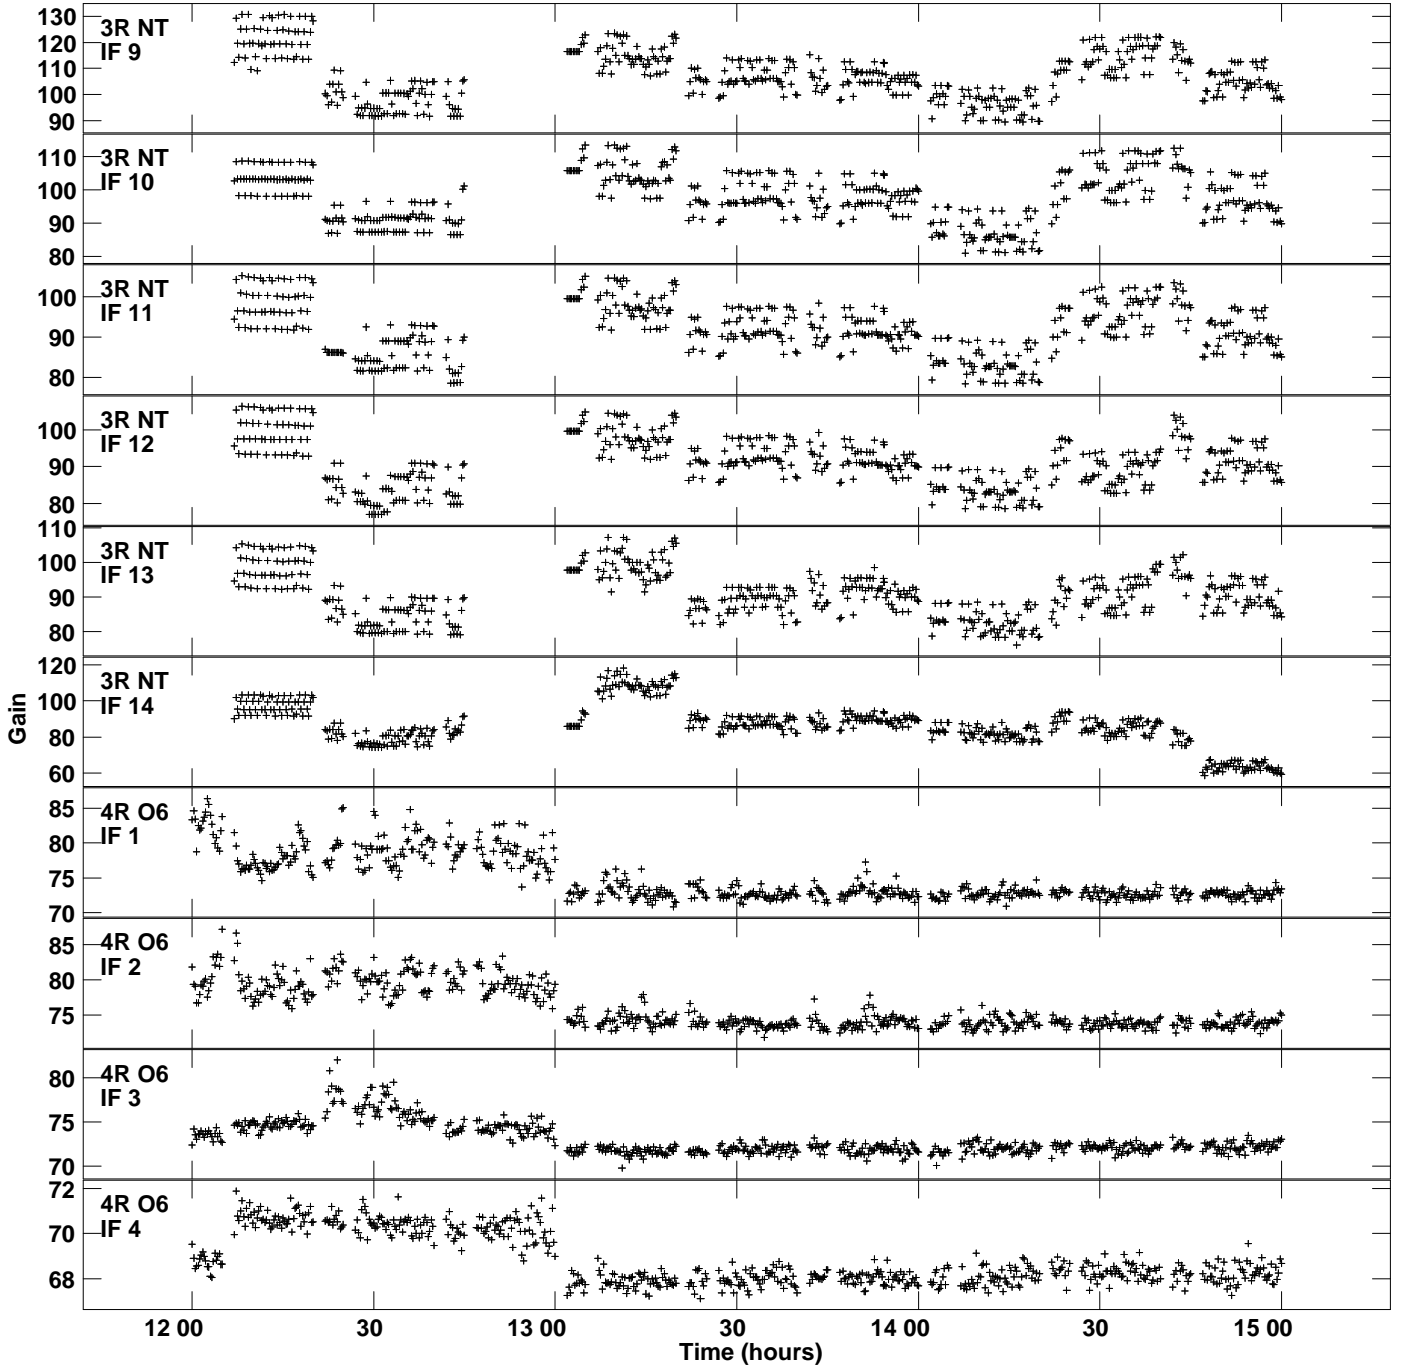 130
120
110
100
90
3R NT
IF 9
110
100
90
80
3R NT
IF 10
100
90
80
3R NT
IF 11
100
90
80
3R NT
IF 12
110
100
90
80
3R NT
IF 13
120
100
80
60
3R NT
IF 14
Gain
85
80
75
70
4R O6
IF 1
85
80
75
4R O6
IF 2
80
75
70
4R O6
IF 3
72
70
68
4R O6
IF 4
12 00 30 13 00 30 14 00 30 15 00
Time (hours)